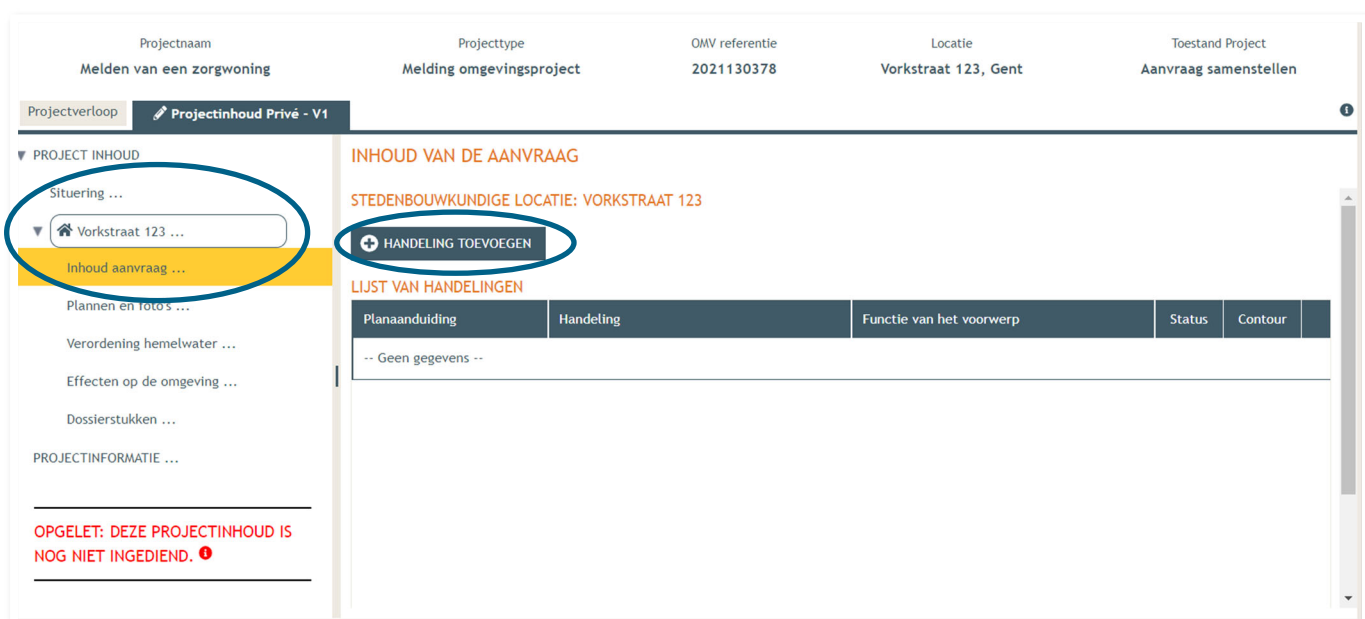 Projectnaam
Projecttype
OMV referentie
Locatie
Toestand Project
Melden van een zorgwoning
Melding omgevingsproject
2021130378
Vorkstraat 123, Gent
Aanvraag samenstellen
Projectverloop
Projectinhoud Privé - V1
PROJECT INHOUD
Situering ...
Vorkstraat 123 ...
Inhoud aanvraag ...
Plannen en foto's ...
Verordening hemelwater ...
Effecten op de omgeving ...
Dossierstukken ...
PROJECTINFORMATIE ...
OPGELET: DEZE PROJECTINHOUD IS
NOG NIET INGEDIEND.
INHOUD VAN DE AANVRAAG
STEDENBOUWKUNDIGE LOCATIE: VORKSTRAAT 123
HANDELING TOEVOEGEN
LIJST VAN HANDELINGEN
Planaanduiding
Handeling
Functie van het voorwerp
Status
Contour
-- Geen gegevens --